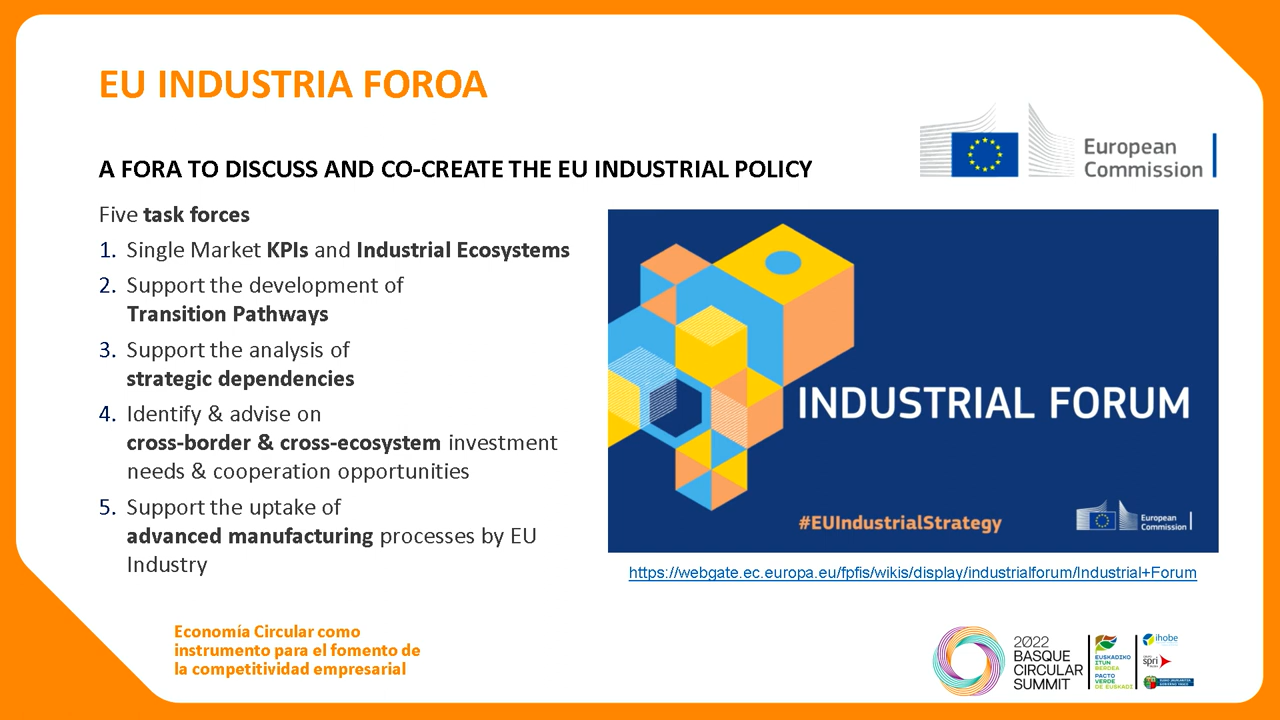 EU INDUSTRIA FOROA
European
Commission
A FORA TO DISCUSS AND CO-CREATE THE EU INDUSTRIAL POLICY
Five task forces
1. Single Market KPIs and Industrial Ecosystems
2. Support the development of
Transition Pathways
3. Support the analysis of
strategic dependencies
4. Identify & advise on
cross-border & cross-ecosystem investment
needs & cooperation opportunities
5. Support the uptake of
advanced manufacturing processes by EU
Industry
INDUSTRIAL FORUM
#EUIndustrialStrategy
European
Commission
https://webgate.ec.europa.eu/fpfis/wikis/display/industrialforum/Industrial+Forum
Economía Circular como
instrumento para el fomento de
la competitividad empresarial
2022
BASQUE
CIRCULAR
SUMMIT
EUSKADIKO
ITUN
BERDEA
PACTO
VERDE
DE EUSKADI
ihobe
spri